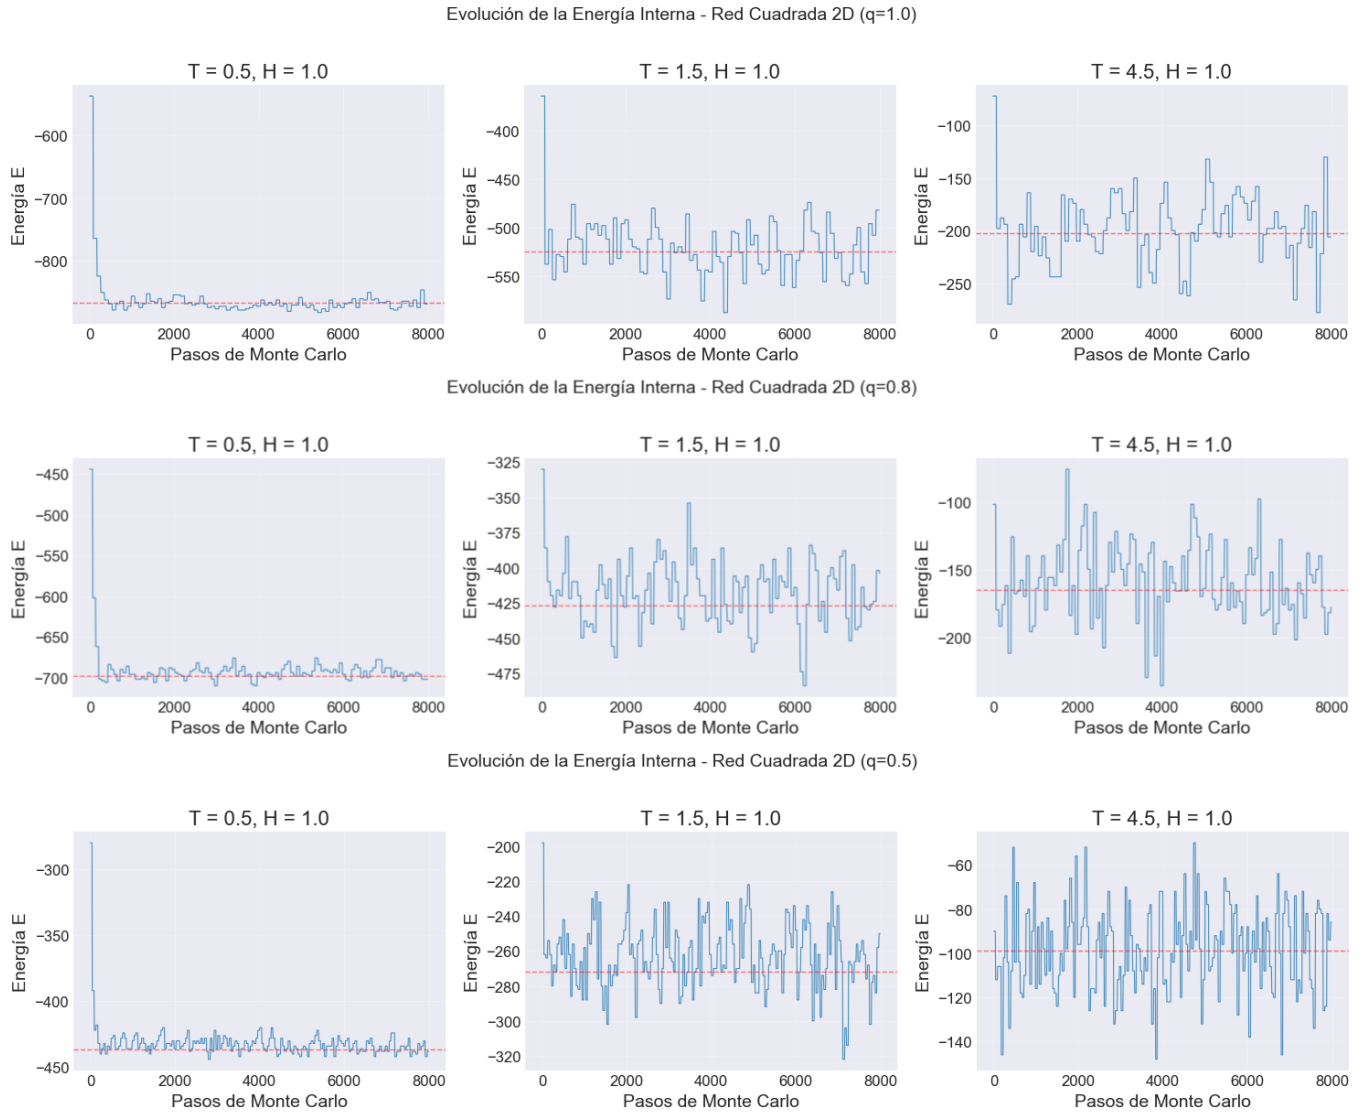 Evolución de la Energía Interna - Red Cuadrada 2D (q=1.0)
T = 0.5, H = 1.0
T = 1.5, H = 1.0
T = 4.5, H = 1.0
Energía E
−600
−700
−800
0 2000 4000 6000 8000
Pasos de Monte Carlo
Energía E
−400
−450
−500
−550
0 2000 4000 6000 8000
Pasos de Monte Carlo
Energía E
−100
−150
−200
−250
0 2000 4000 6000 8000
Pasos de Monte Carlo
Evolución de la Energía Interna - Red Cuadrada 2D (q=0.8)
T = 0.5, H = 1.0
T = 1.5, H = 1.0
T = 4.5, H = 1.0
Energía E
−450
−500
−550
−600
−650
−700
0 2000 4000 6000 8000
Pasos de Monte Carlo
Energía E
−325
−350
−375
−400
−425
−450
−475
0 2000 4000 6000 8000
Pasos de Monte Carlo
Energía E
−100
−150
−200
0 2000 4000 6000 8000
Pasos de Monte Carlo
Evolución de la Energía Interna - Red Cuadrada 2D (q=0.5)
T = 0.5, H = 1.0
T = 1.5, H = 1.0
T = 4.5, H = 1.0
Energía E
−300
−350
−400
−450
0 2000 4000 6000 8000
Pasos de Monte Carlo
Energía E
−200
−220
−240
−260
−280
−300
−320
0 2000 4000 6000 8000
Pasos de Monte Carlo
Energía E
−60
−80
−100
−120
−140
0 2000 4000 6000 8000
Pasos de Monte Carlo